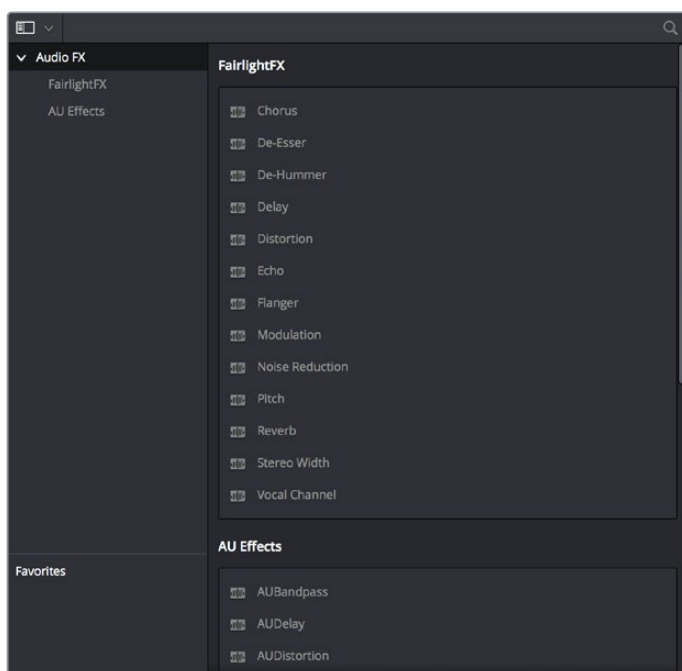 Audio FX
FairlightFX
AU Effects
Favorites
FairlightFX
Chorus
De-Esser
De-Hummer
Delay
Distortion
Echo
Flanger
Modulation
Noise Reduction
Pitch
Reverb
Stereo Width
Vocal Channel
AU Effects
AUBandpass
AUDelay
AUDistortion